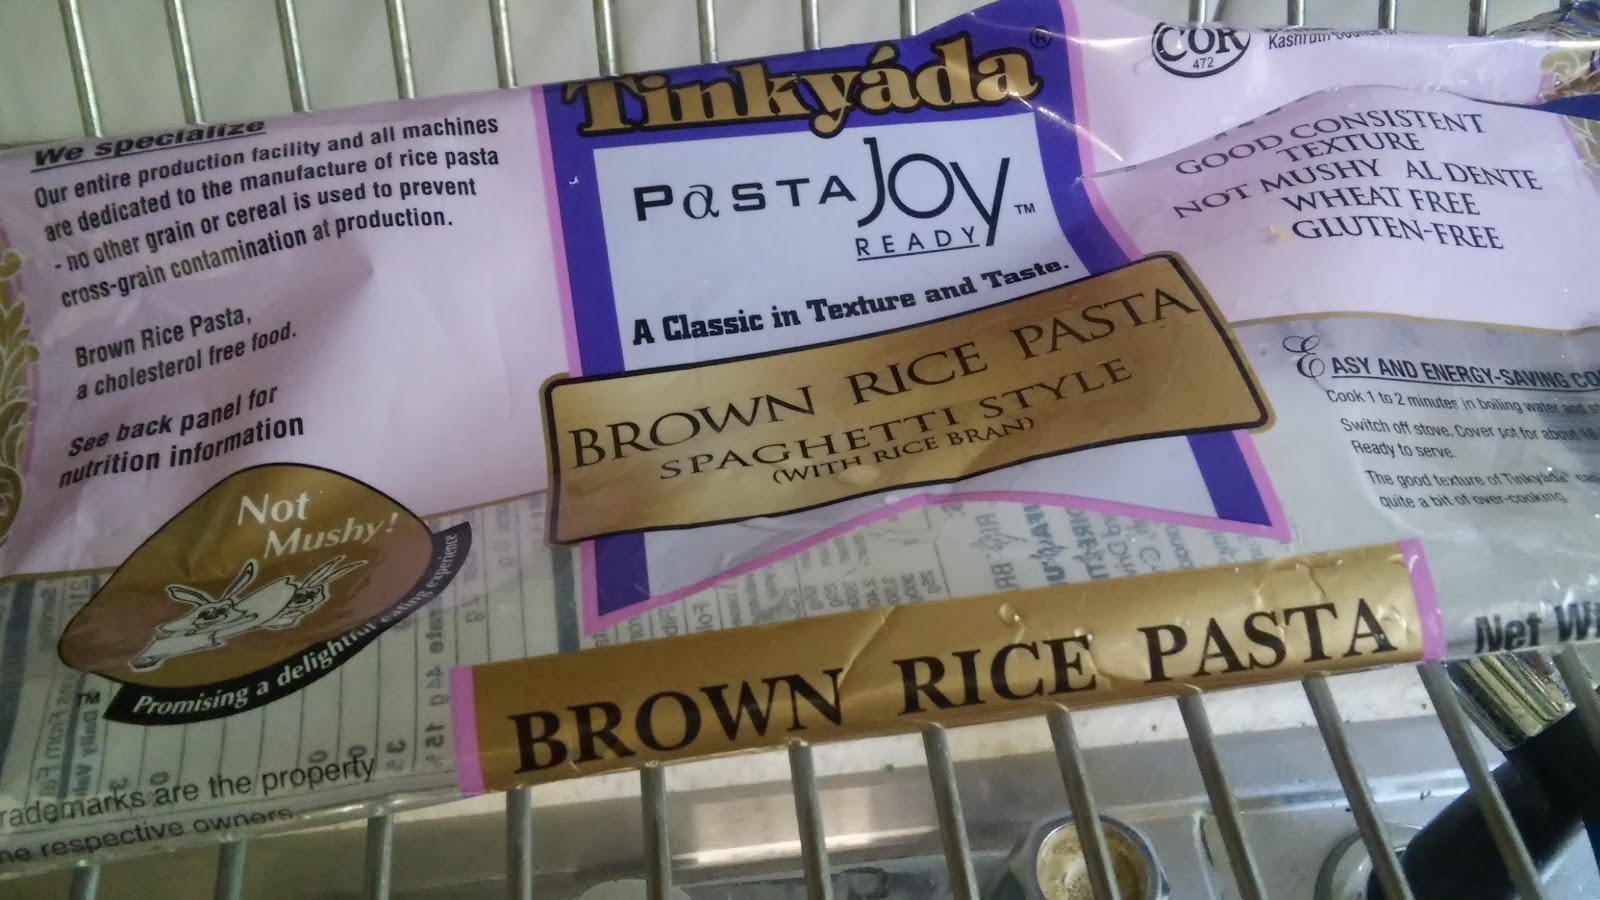 We specialize
Our entire production facility and all machines
are dedicated to the manufacture of rice pasta
- no other grain or cereal is used to prevent
cross-grain contamination at production.
Brown Rice Pasta,
a cholesterol free food.
See back panel for
nutrition information
Not
Mushy!
Promising a delightful eating experience
TM
rademarks are the property
respective owners.
Tinkyáda®
PASTA JOY™
READY
A Classic in Texture and Taste.
BROWN RICE PASTA
SPAGHETTI STYLE
(WITH RICE BRAN)
BROWN RICE PASTA
COR
472
Kashruth Council
GOOD CONSISTENT
TEXTURE
NOT MUSHY AL DENTE
WHEAT FREE
GLUTEN-FREE
EASY AND ENERGY-SAVING CO
Cook 1 to 2 minutes in boiling water and
Switch off stove. Cover pot for about
Ready to serve.
The good texture of Tinkyáda®
quite a bit of over-cooking
Net W